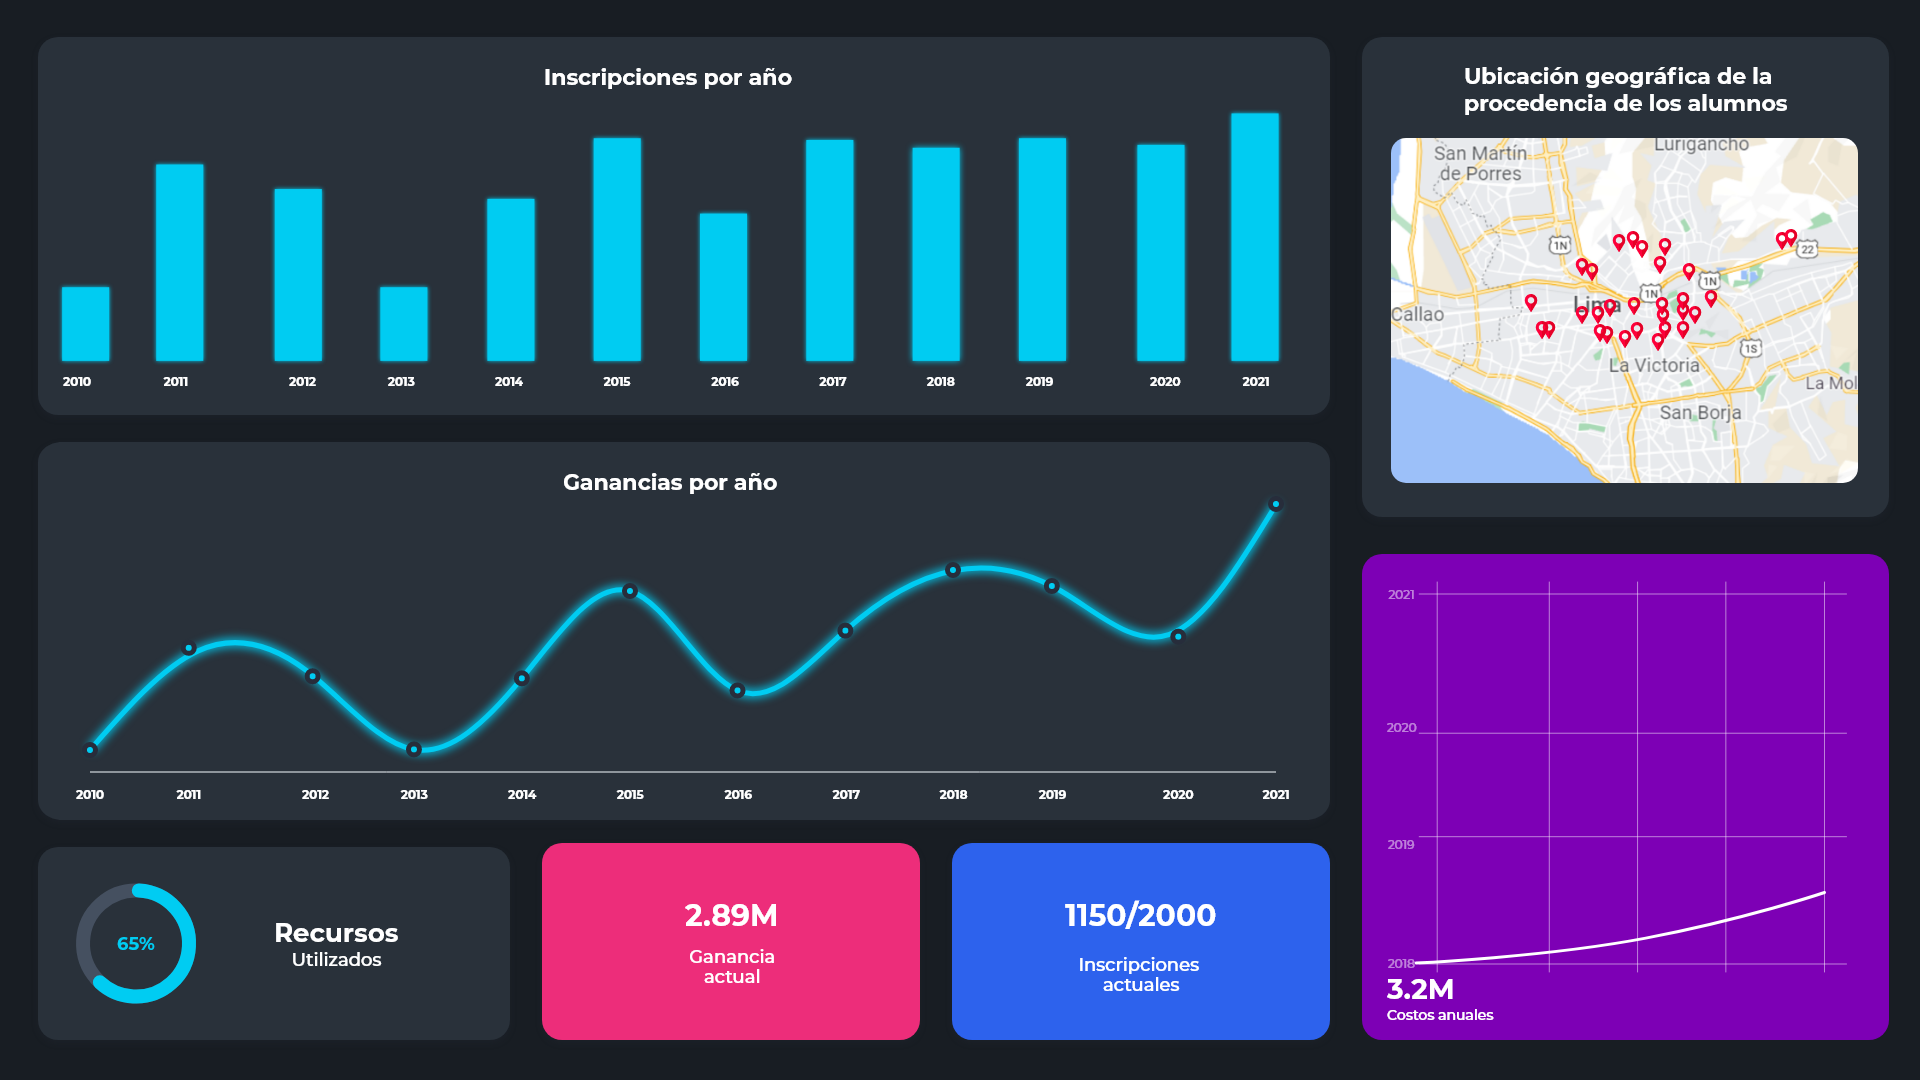 Inscripciones por año
2010 2011 2012 2013 2014 2015 2016 2017 2018 2019 2020 2021
Ubicación geográfica de la
procedencia de los alumnos
San Martín
de Porres
Lurigancho
1N
22
1N
1N
Lima
Callao
1S
La Victoria
La Mol
San Borja
Ganancias por año
2010 2011 2012 2013 2014 2015 2016 2017 2018 2019 2020 2021
65%
Recursos
Utilizados
2.89M
Ganancia
actual
1150/2000
Inscripciones
actuales
2021
2020
2019
2018
3.2M
Costos anuales